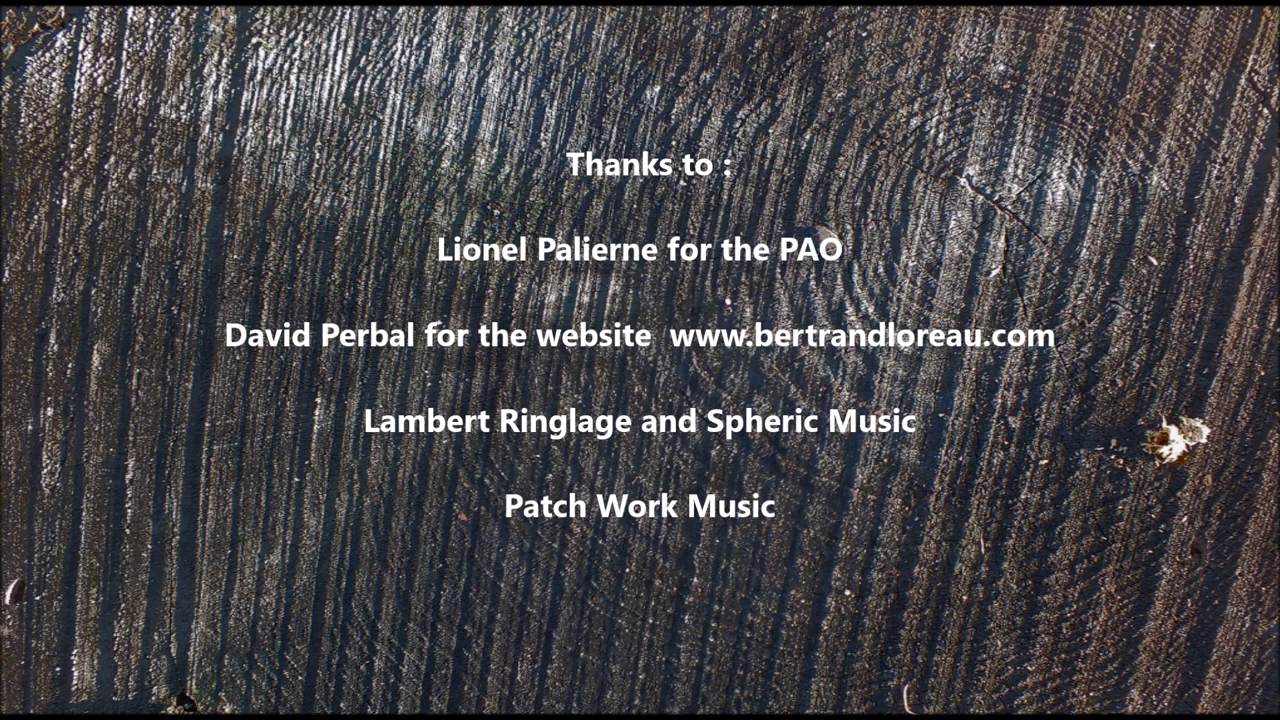 Thanks to :
Lionel Palierne for the PAO
David Perbal for the website  www.bertrandloreau.com
Lambert Ringlage and Spheric Music
Patch Work Music